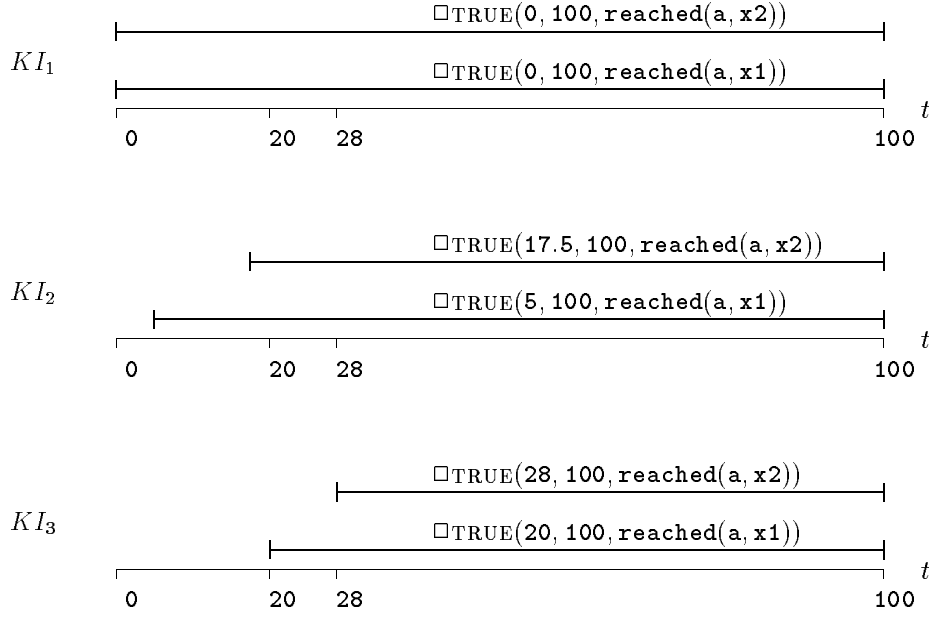 □TRUE(0, 100, reached(a, x2))
KI₁
□TRUE(0, 100, reached(a, x1))
t
0 20 28 100
□TRUE(17.5, 100, reached(a, x2))
KI₂
□TRUE(5, 100, reached(a, x1))
t
0 20 28 100
□TRUE(28, 100, reached(a, x2))
KI₃
□TRUE(20, 100, reached(a, x1))
t
0 20 28 100